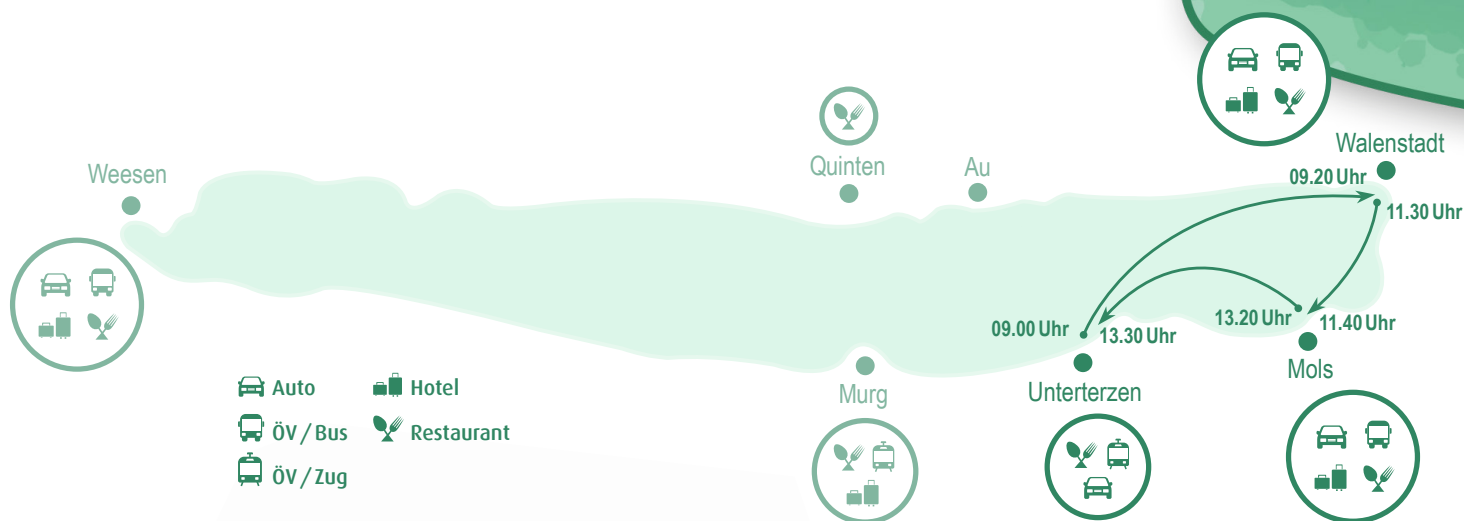 Walenstadt
Weesen
Quinten
Au
09.20 Uhr
11.30 Uhr
09.00 Uhr
13.30 Uhr
13.20 Uhr
11.40 Uhr
Mols
Murg
Unterterzen
Auto
Hotel
ÖV / Bus
Restaurant
ÖV / Zug